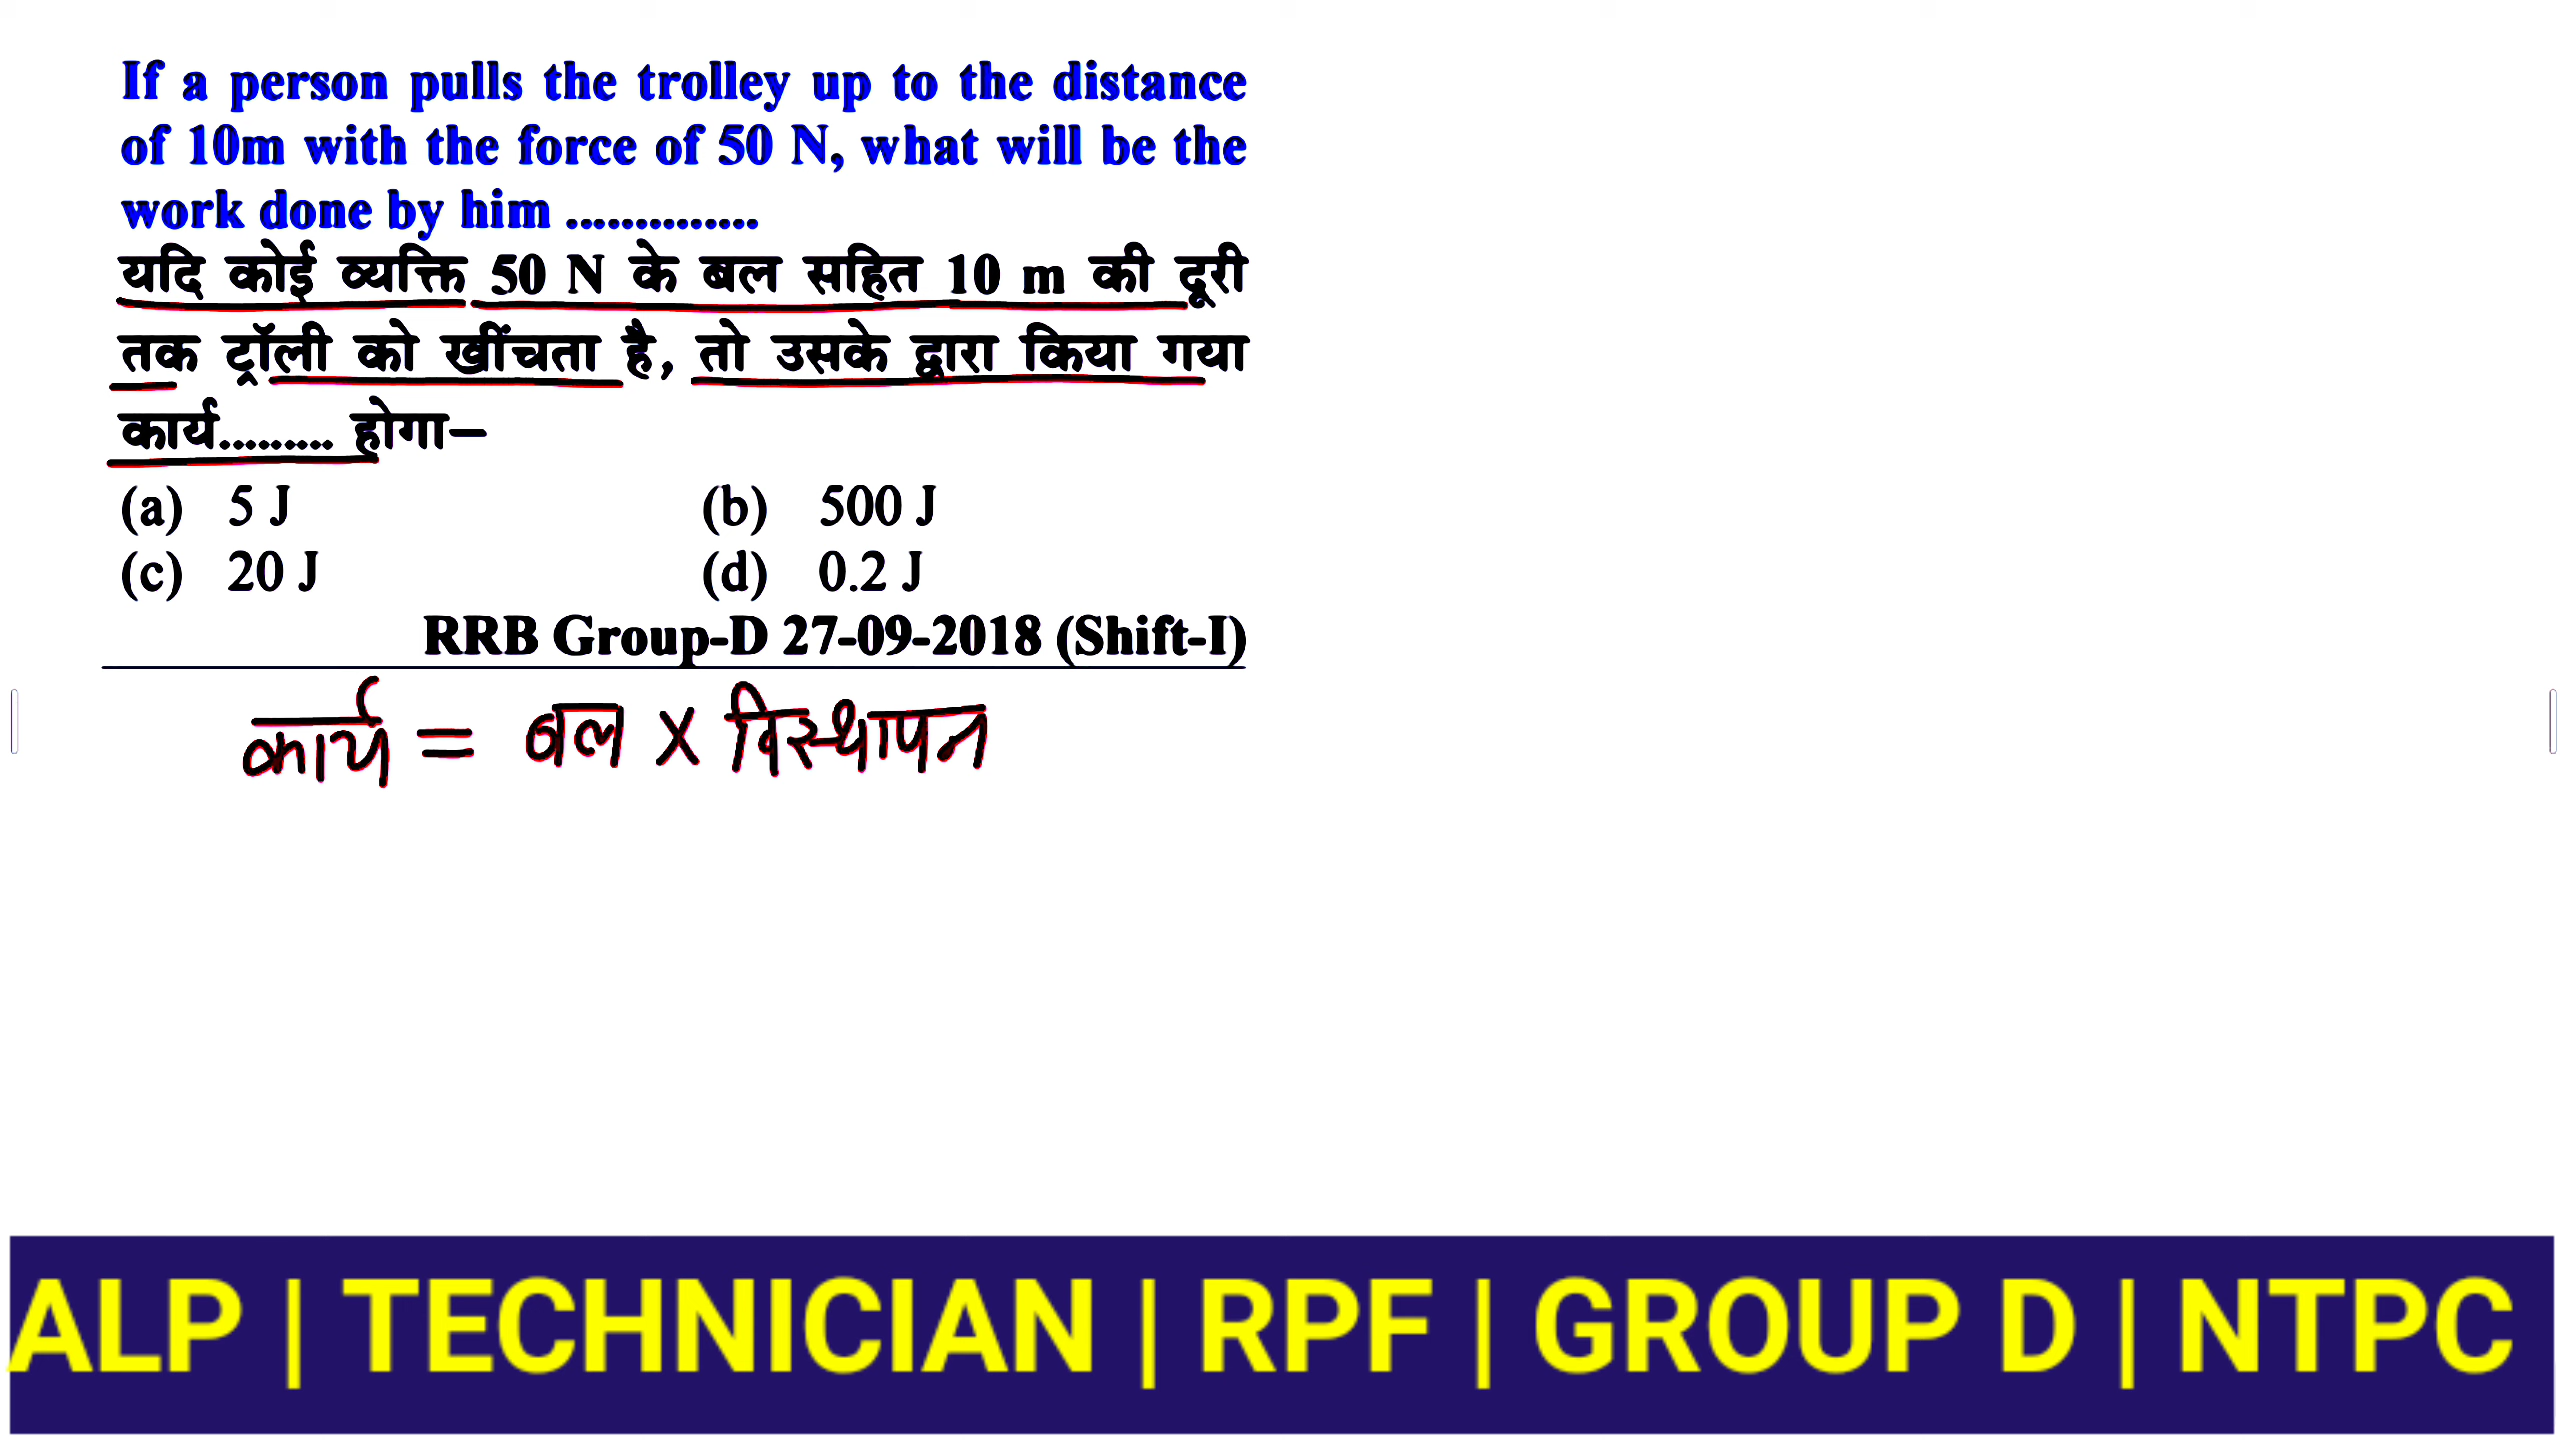 If a person pulls the trolley up to the distance
of 10m with the force of 50 N, what will be the
work done by him ..............
यदि कोई व्यक्ति 50 N के बल सहित 10 m की दूरी
तक ट्रॉली को खींचता है, तो उसके द्वारा किया गया
कार्य......... होगा–
(a) 5 J (b) 500 J
(c) 20 J (d) 0.2 J
RRB Group-D 27-09-2018 (Shift-I)
कार्य = बल × विस्थापन
ALP | TECHNICIAN | RPF | GROUP D | NTPC